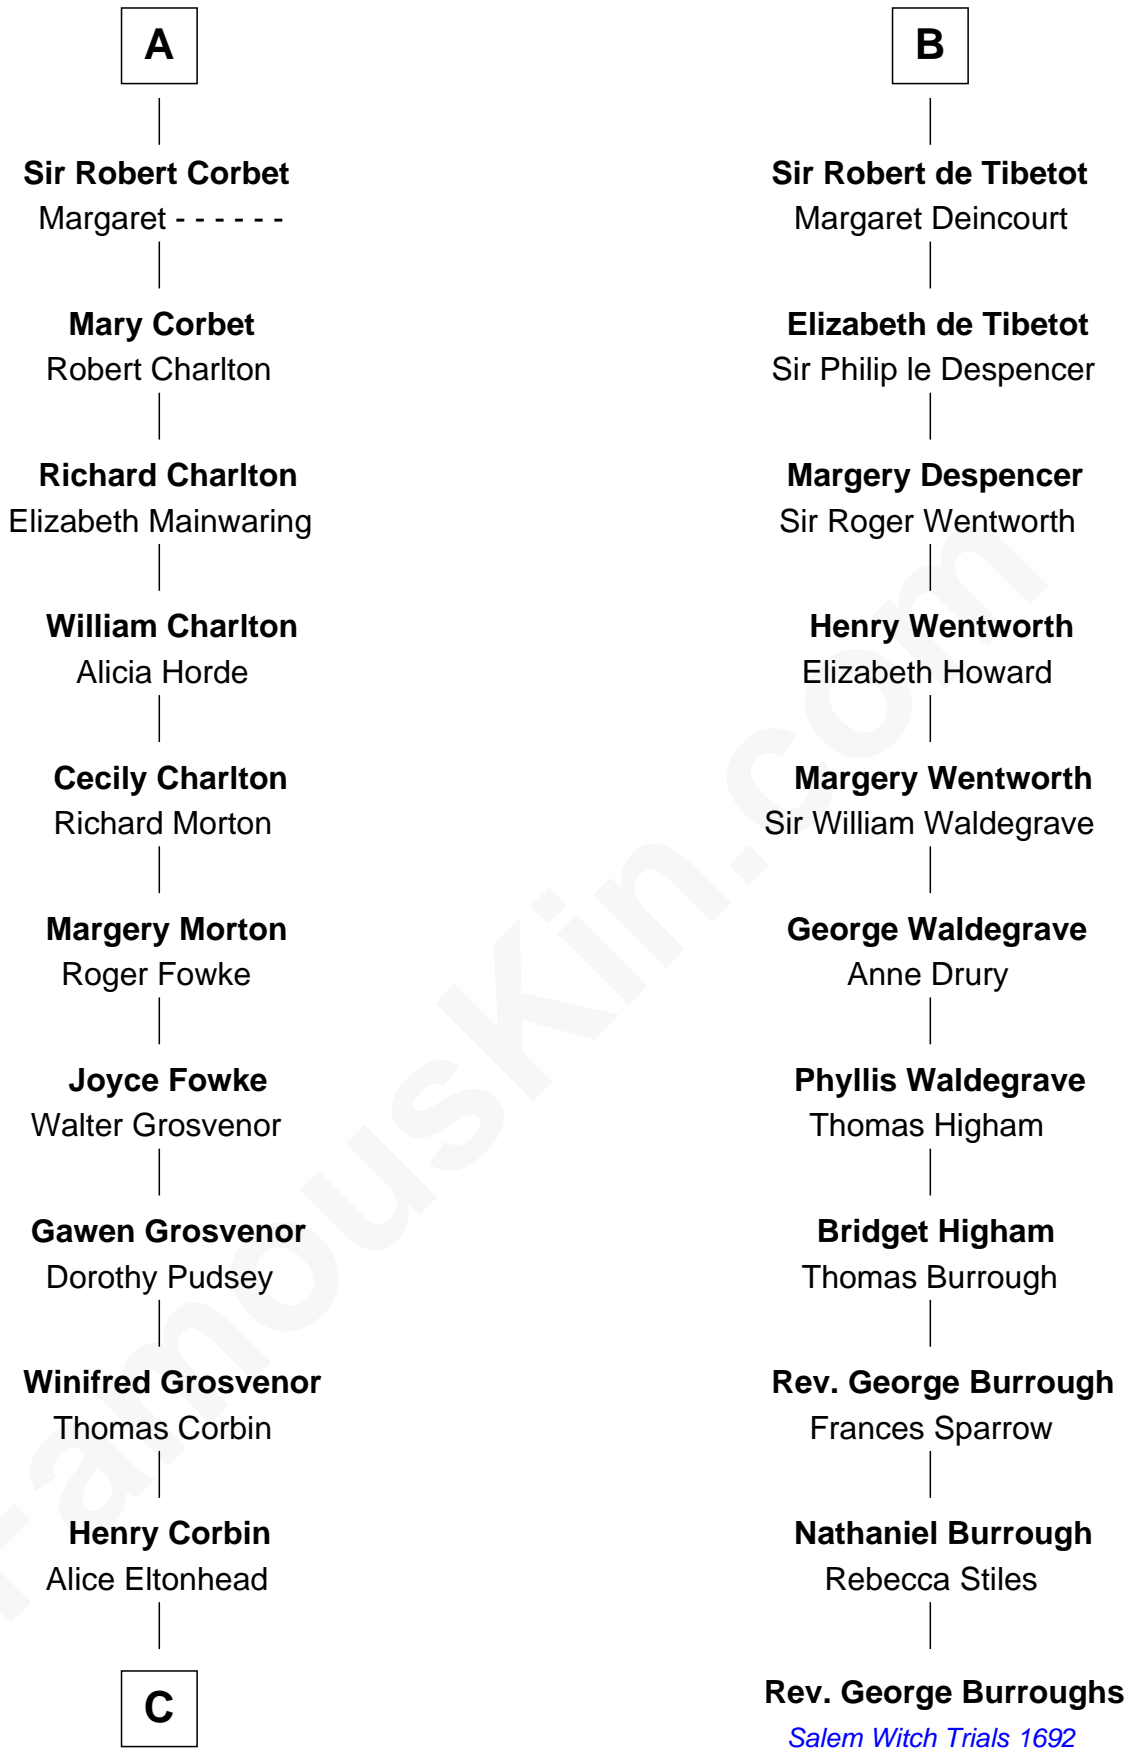 A
Sir Robert Corbet
Margaret - - - - - -
Mary Corbet
Robert Charlton
Richard Charlton
Elizabeth Mainwaring
William Charlton
Alicia Horde
Cecily Charlton
Richard Morton
Margery Morton
Roger Fowke
Joyce Fowke
Walter Grosvenor
Gawen Grosvenor
Dorothy Pudsey
Winifred Grosvenor
Thomas Corbin
Henry Corbin
Alice Eltonhead
C
B
Sir Robert de Tibetot
Margaret Deincourt
Elizabeth de Tibetot
Sir Philip le Despencer
Margery Despencer
Sir Roger Wentworth
Henry Wentworth
Elizabeth Howard
Margery Wentworth
Sir William Waldegrave
George Waldegrave
Anne Drury
Phyllis Waldegrave
Thomas Higham
Bridget Higham
Thomas Burrough
Rev. George Burrough
Frances Sparrow
Nathaniel Burrough
Rebecca Stiles
Rev. George Burroughs
Salem Witch Trials 1692
FamousKin.com